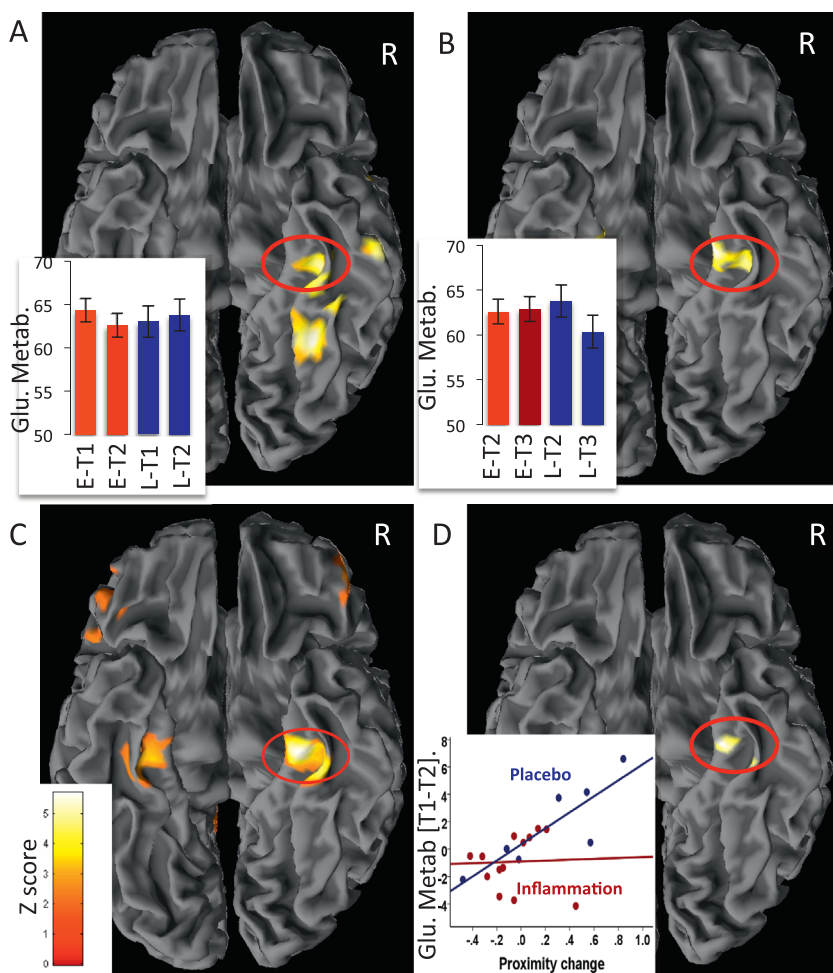 A
R
70
65
60
55
50
Glu. Metab.
E-T1
E-T2
L-T1
L-T2
B
R
70
65
60
55
50
Glu. Metab.
E-T2
E-T3
L-T2
L-T3
C
R
5
4
3
2
1
0
Z score
D
R
8
6
4
2
0
-2
-4
Glu. Metab [T1-T2].
Placebo
Inflammation
-.4 -.2 .0 .2 .4 .6 .8 1.0
Proximity change